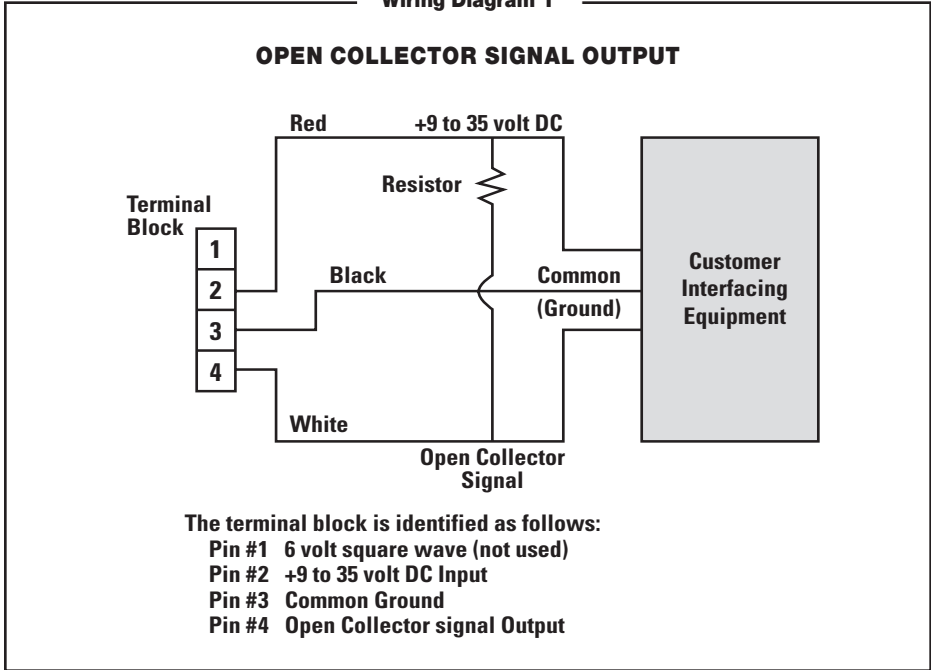 Wiring Diagram 1
OPEN COLLECTOR SIGNAL OUTPUT
Red
+9 to 35 volt DC
Resistor
Terminal
Block
1
2
3
4
Black
Common
(Ground)
Customer
Interfacing
Equipment
White
Open Collector
Signal
The terminal block is identified as follows:
Pin #1 6 volt square wave (not used)
Pin #2 +9 to 35 volt DC Input
Pin #3 Common Ground
Pin #4 Open Collector signal Output